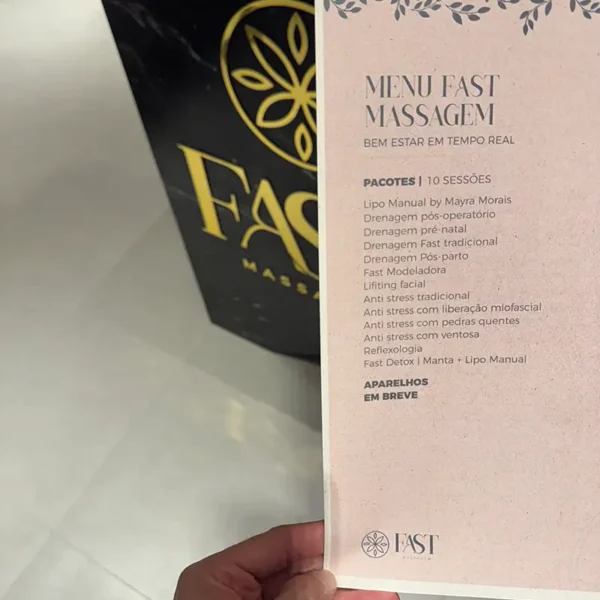 FAS
MASSA
MENU FAST
MASSAGEM
BEM ESTAR EM TEMPO REAL
PACOTES | 10 SESSÕES
Lipo Manual by Mayra Morais
Drenagem pós-operatório
Drenagem pré-natal
Drenagem Fast tradicional
Drenagem Pós-parto
Fast Modeladora
Lifiting facial
Anti stress tradicional
Anti stress com liberação miofascial
Anti stress com pedras quentes
Anti stress com ventosa
Reflexologia
Fast Detox | Manta + Lipo Manual
APARELHOS
EM BREVE
FAST
MASSAGEM